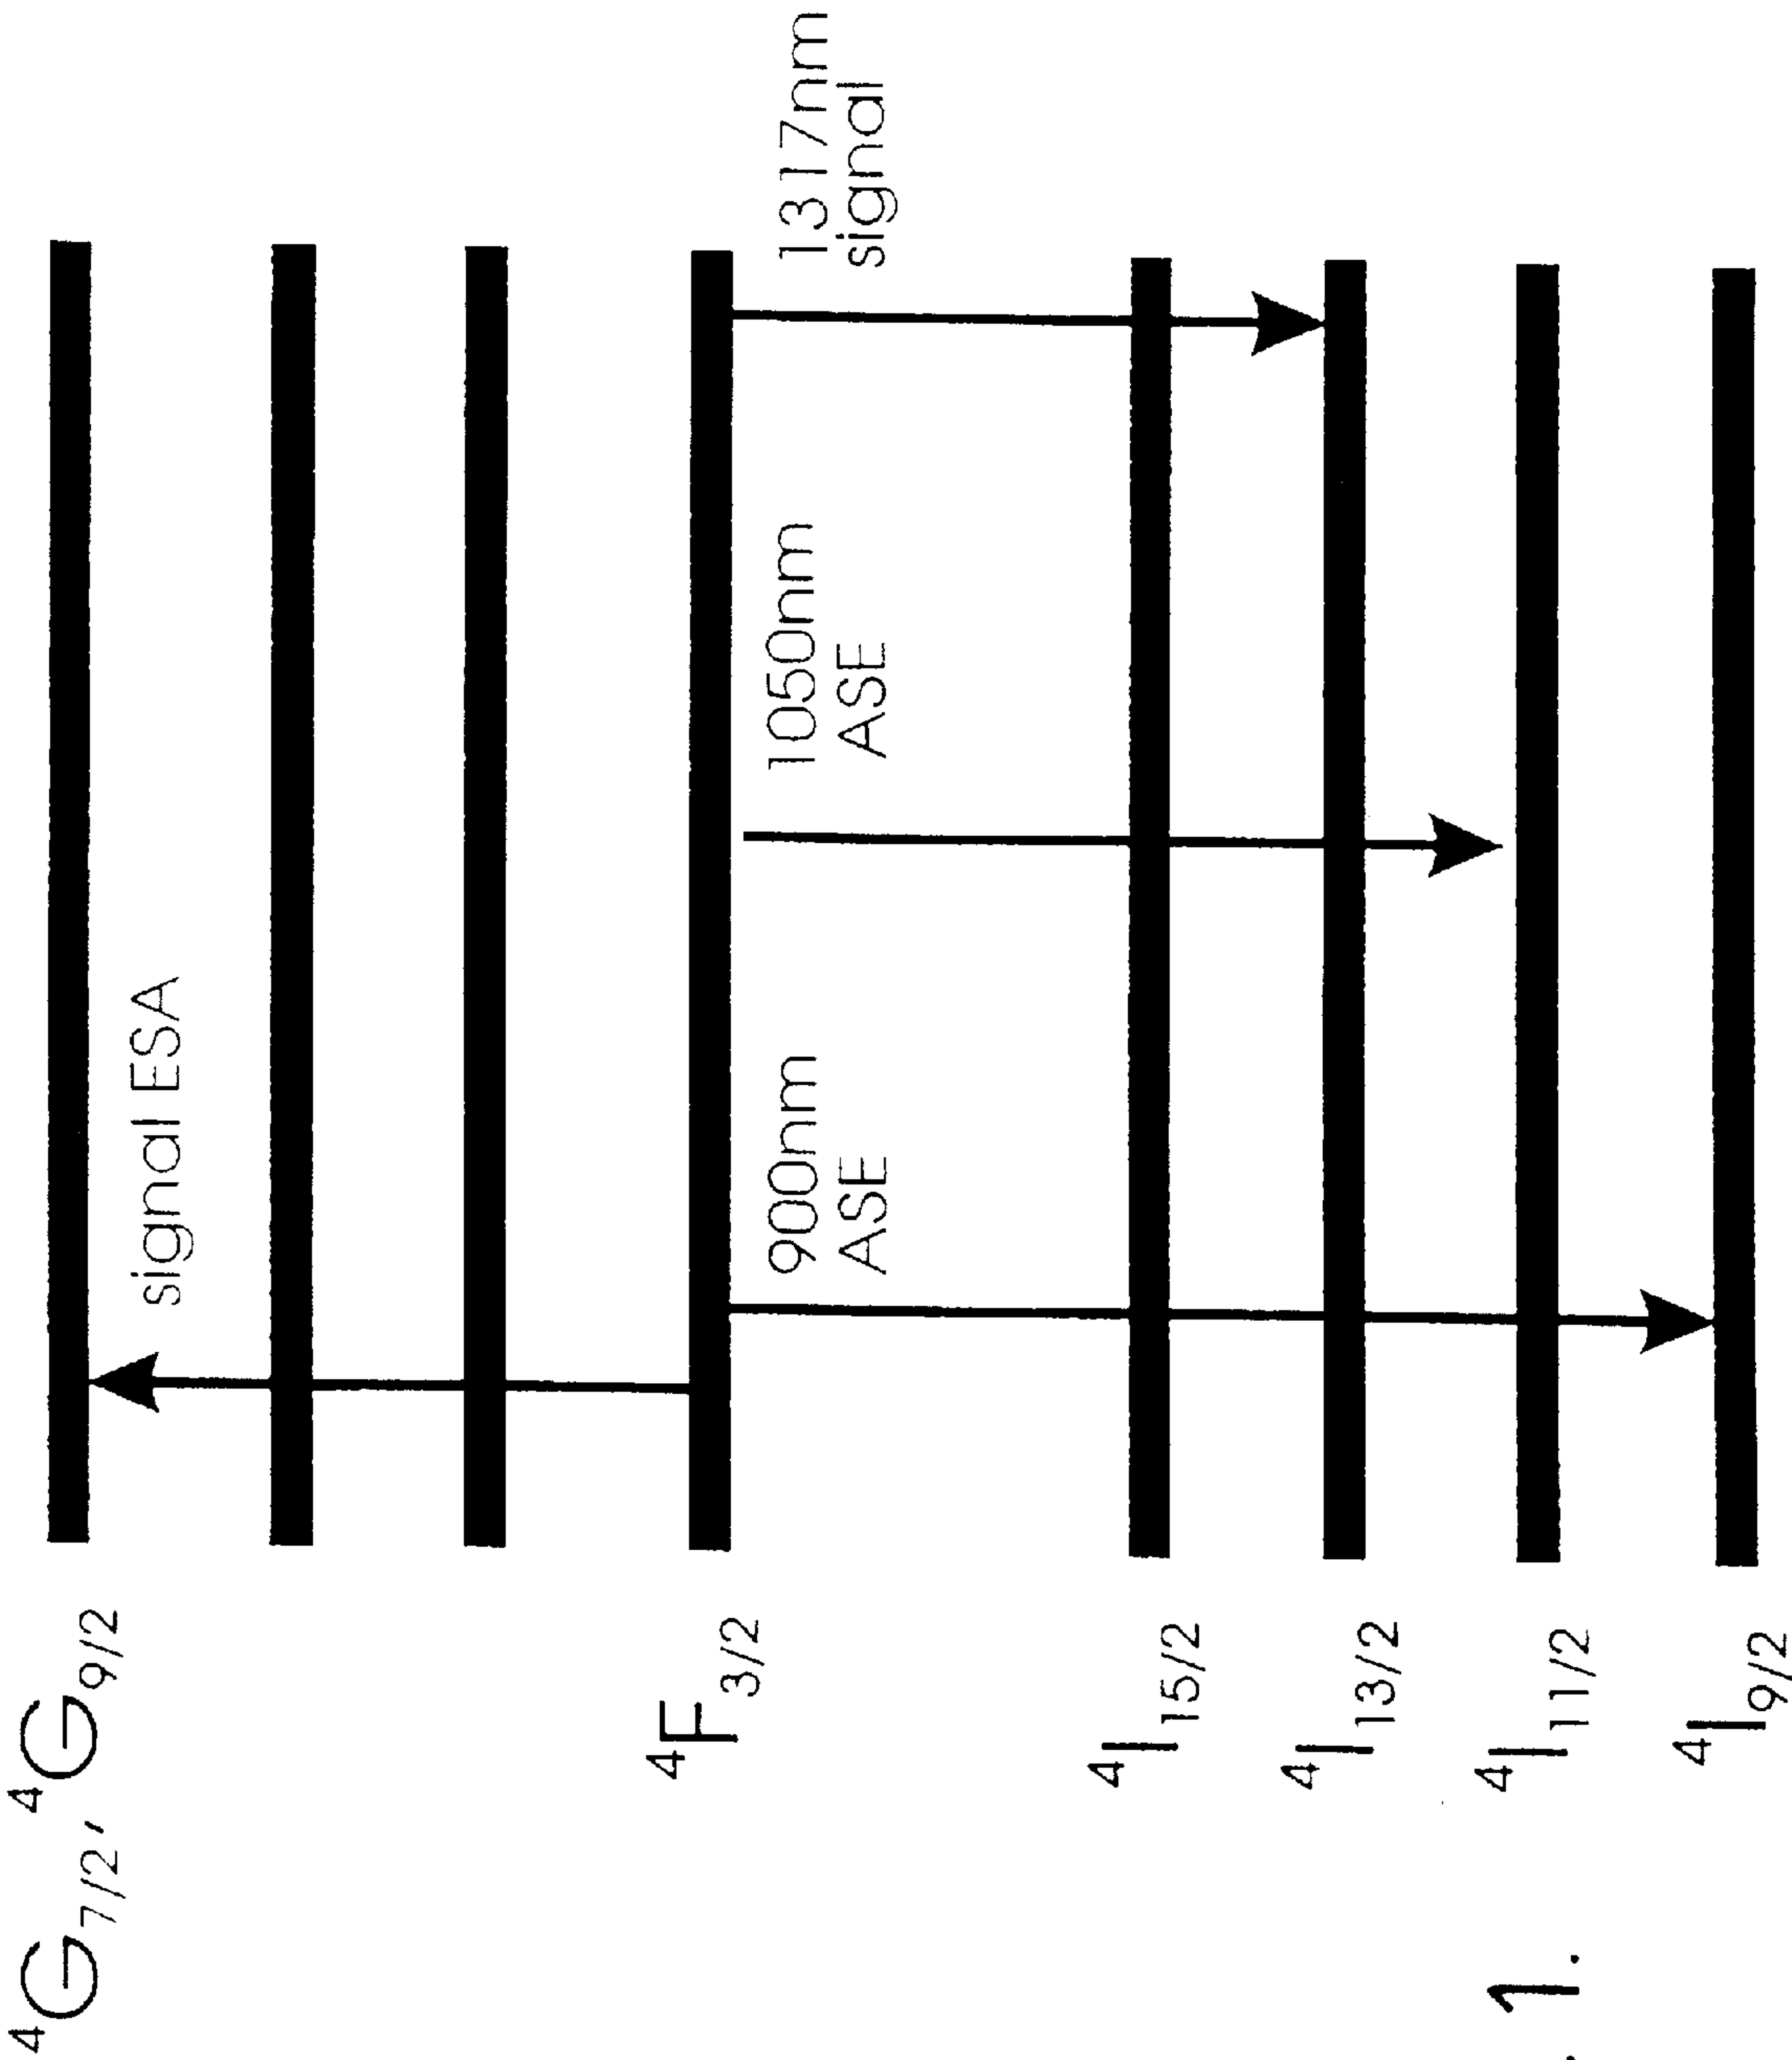 ⁴G₇/₂, ⁴G₉/₂
signal ESA
⁴F₃/₂
900nm
ASE
1050nm
ASE
1317nm
signal
⁴I₁₅/₂
⁴I₁₃/₂
⁴I₁₁/₂
⁴I₉/₂
1.